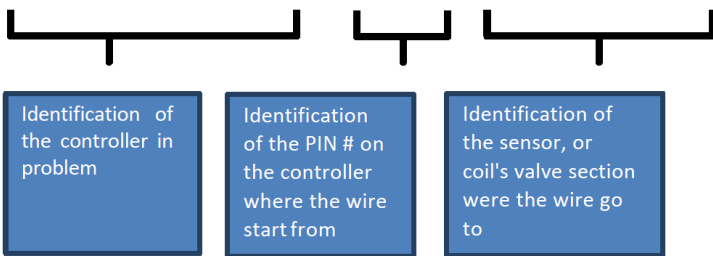 Identification of
the controller in
problem
Identification
of the PIN # on
the controller
where the wire
start from
Identification of
the sensor, or
coil's valve section
were the wire go
to